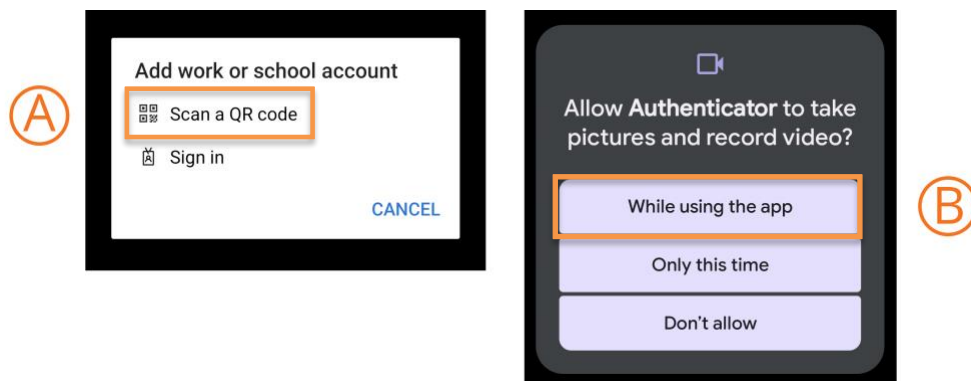 A
Add work or school account
Scan a QR code
Sign in
CANCEL
Allow Authenticator to take
pictures and record video?
While using the app
Only this time
Don't allow
B